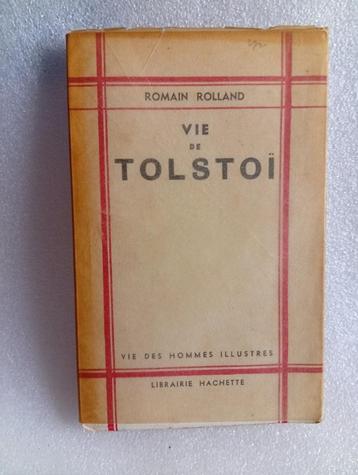 ROMAIN ROLLAND
VIE
DE
TOLSTOÏ
VIE DES HOMMES ILLUSTRES
LIBRAIRIE HACHETTE